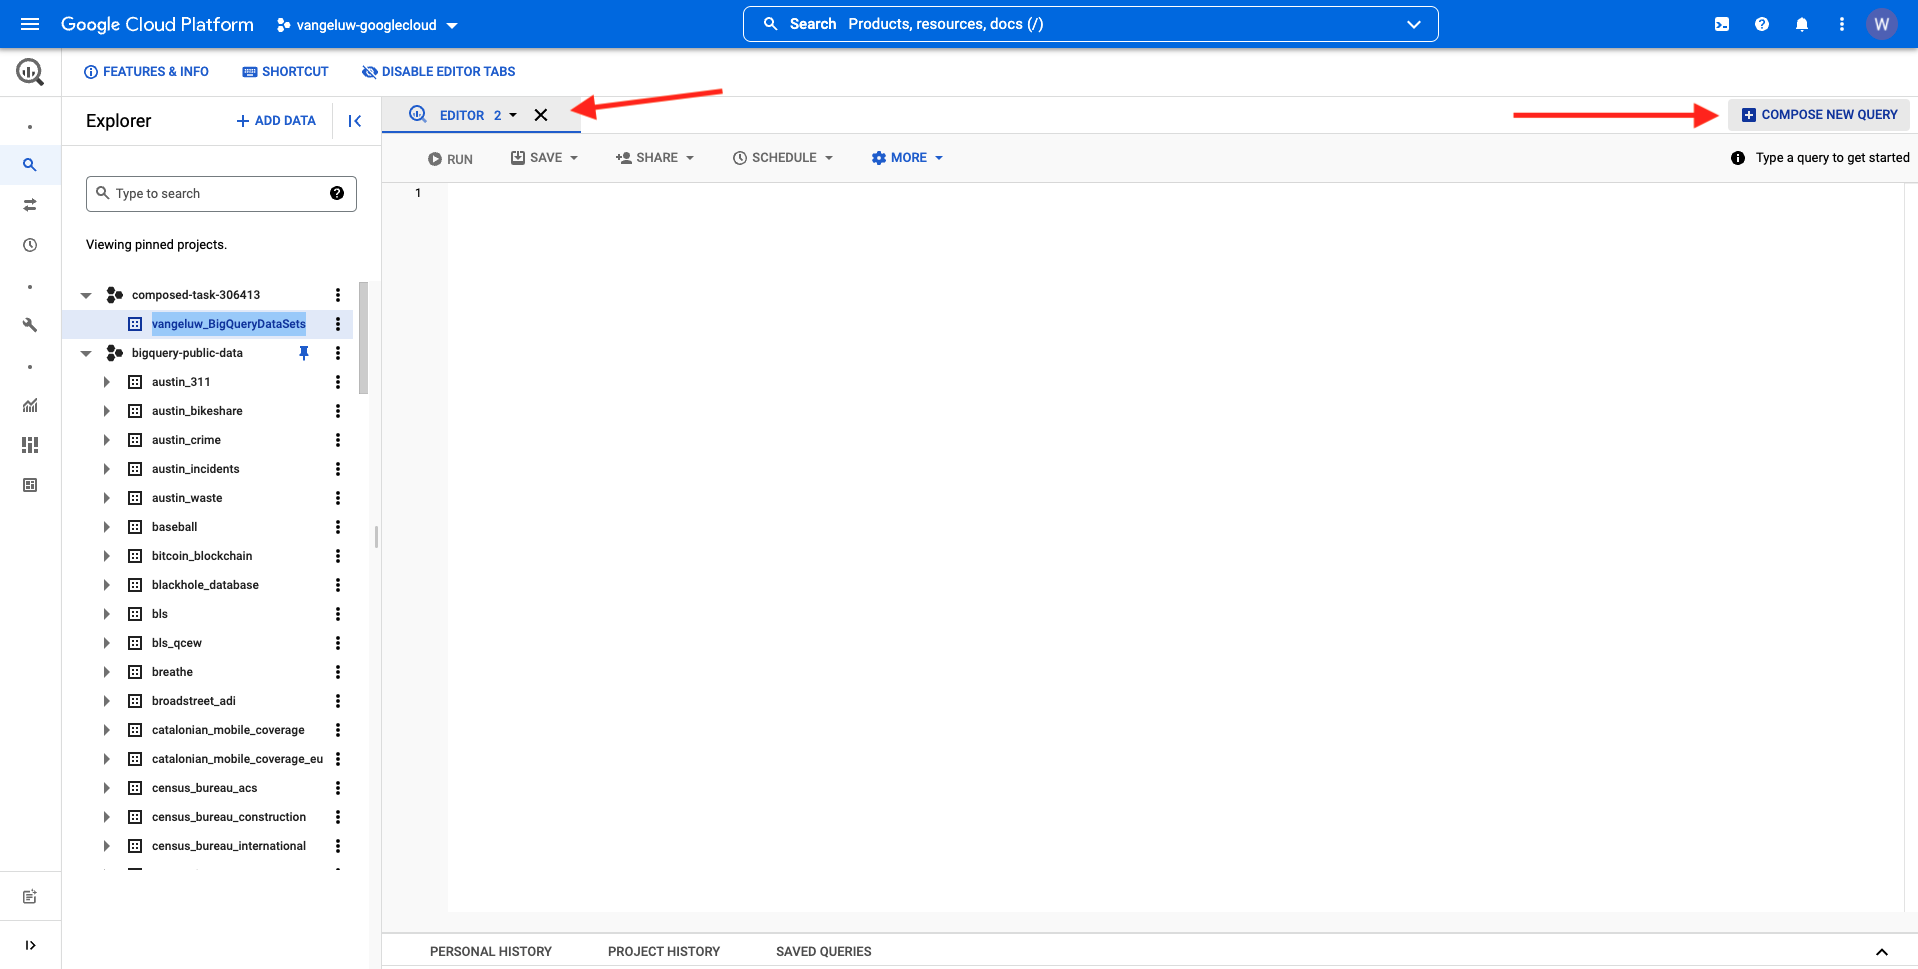 Google Cloud Platform vangeluw-googlecloud Search Products, resources, docs (/) W
FEATURES & INFO SHORTCUT DISABLE EDITOR TABS
Explorer + ADD DATA EDITOR 2 COMPOSE NEW QUERY
RUN SAVE SHARE SCHEDULE MORE Type a query to get started
Type to search
1
Viewing pinned projects.
composed-task-306413
vangeluw_BigQueryDataSets
bigquery-public-data
austin_311
austin_bikeshare
austin_crime
austin_incidents
austin_waste
baseball
bitcoin_blockchain
blackhole_database
bls
bls_qcew
breathe
broadstreet_adi
catalonian_mobile_coverage
catalonian_mobile_coverage_eu
census_bureau_acs
census_bureau_construction
census_bureau_international
PERSONAL HISTORY PROJECT HISTORY SAVED QUERIES